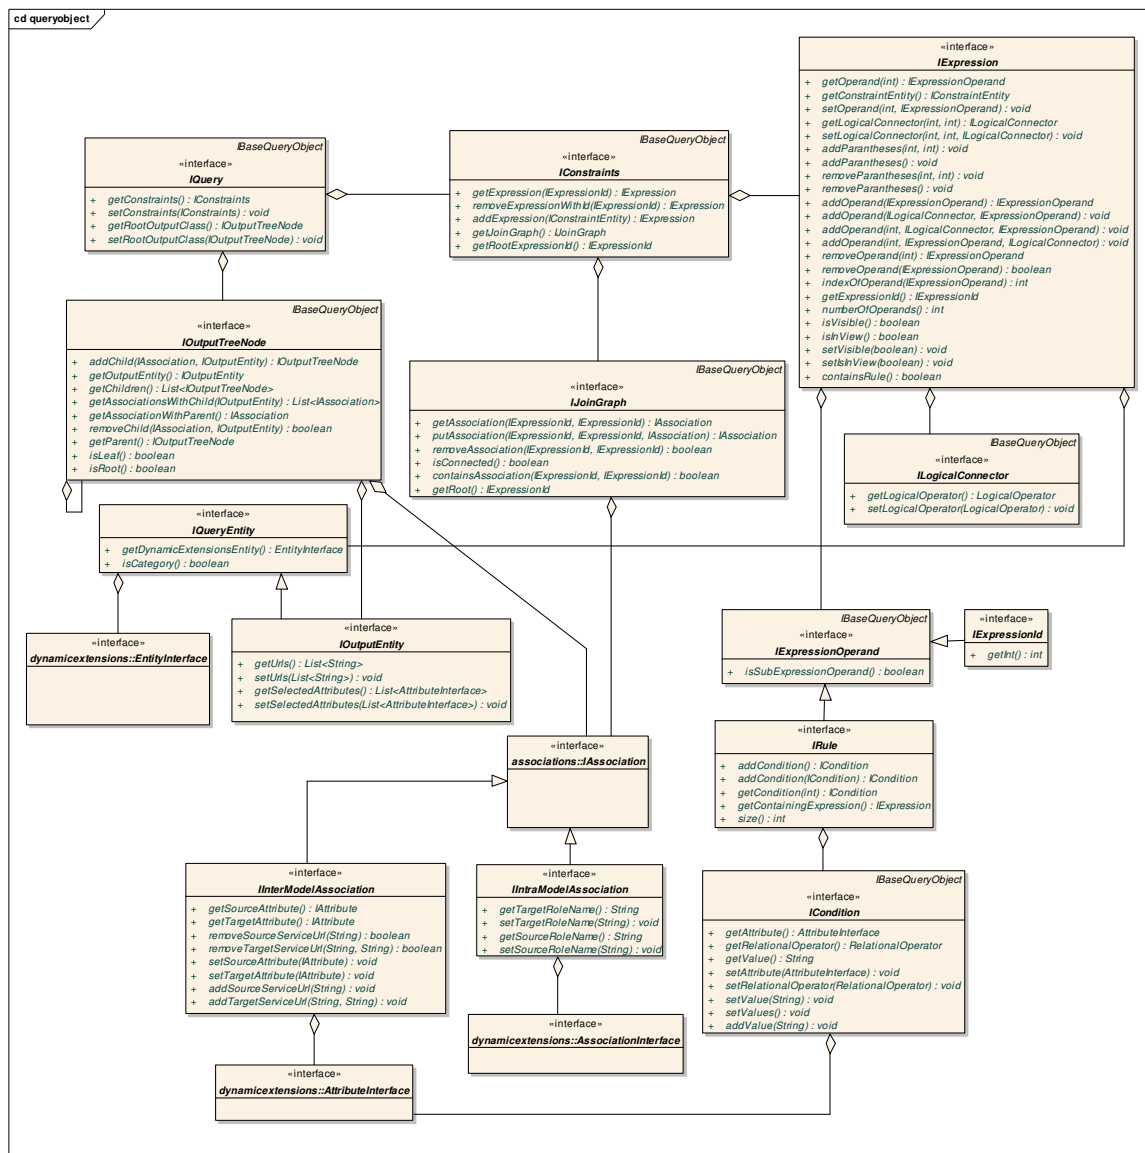 cd queryobject
«interface»
IExpression
+ getOperand(int) : IExpressionOperand
+ getConstraintEntity() : IConstraintEntity
+ setOperand(int, IExpressionOperand) : void
+ getLogicalConnector(int, int) : ILogicalConnector
+ setLogicalConnector(int, int, ILogicalConnector) : void
+ addParantheses(int, int) : void
+ addParantheses() : void
+ removeParantheses(int, int) : void
+ removeParantheses() : void
+ addOperand(IExpressionOperand) : IExpressionOperand
+ addOperand(ILogicalConnector, IExpressionOperand) : void
+ addOperand(int, ILogicalConnector, IExpressionOperand) : void
+ addOperand(int, IExpressionOperand, ILogicalConnector) : void
+ removeOperand(int) : IExpressionOperand
+ removeOperand(IExpressionOperand) : boolean
+ indexOfOperand(IExpressionOperand) : int
+ getExpressionId() : IExpressionId
+ numberOfOperands() : int
+ isVisible() : boolean
+ isInView() : boolean
+ setVisible(boolean) : void
+ setIsInView(boolean) : void
+ containsRule() : boolean
IBaseQueryObject
«interface»
IQuery
+ getConstraints() : IConstraints
+ setConstraints(IConstraints) : void
+ getRootOutputClass() : IOutputTreeNode
+ setRootOutputClass(IOutputTreeNode) : void
IBaseQueryObject
«interface»
IConstraints
+ getExpression(IExpressionId) : IExpression
+ removeExpressionWithId(IExpressionId) : IExpression
+ addExpression(IConstraintEntity) : IExpression
+ getJoinGraph() : IJoinGraph
+ getRootExpressionId() : IExpressionId
IBaseQueryObject
«interface»
IOutputTreeNode
+ addChild(IAssociation, IOutputEntity) : IOutputTreeNode
+ getOutputEntity() : IOutputEntity
+ getChildren() : List<IOutputTreeNode>
+ getAssociationsWithChild(IOutputEntity) : List<IAssociation>
+ getAssociationWithParent() : IAssociation
+ removeChild(IAssociation, IOutputEntity) : boolean
+ getParent() : IOutputTreeNode
+ isLeaf() : boolean
+ isRoot() : boolean
IBaseQueryObject
«interface»
IJoinGraph
+ getAssociation(IExpressionId, IExpressionId) : IAssociation
+ putAssociation(IExpressionId, IExpressionId, IAssociation) : IAssociation
+ removeAssociation(IExpressionId, IExpressionId) : boolean
+ isConnected() : boolean
+ containsAssociation(IExpressionId, IExpressionId) : boolean
+ getRoot() : IExpressionId
IBaseQueryObject
«interface»
ILogicalConnector
+ getLogicalOperator() : LogicalOperator
+ setLogicalOperator(LogicalOperator) : void
«interface»
IQueryEntity
+ getDynamicExtensionsEntity() : EntityInterface
+ isCategory() : boolean
«interface»
dynamicextensions::EntityInterface
«interface»
IOutputEntity
+ getUrls() : List<String>
+ setUrls(List<String>) : void
+ getSelectedAttributes() : List<AttributeInterface>
+ setSelectedAttributes(List<AttributeInterface>) : void
IBaseQueryObject
«interface»
IExpressionOperand
+ isSubExpressionOperand() : boolean
«interface»
IExpressionId
+ getInt() : int
«interface»
IRule
+ addCondition() : ICondition
+ addCondition(ICondition) : ICondition
+ getCondition(int) : ICondition
+ getContainingExpression() : IExpression
+ size() : int
«interface»
associations::IAssociation
«interface»
IInterModelAssociation
+ getSourceAttribute() : IAttribute
+ getTargetAttribute() : IAttribute
+ removeSourceServiceUrl(String) : boolean
+ removeTargetServiceUrl(String, String) : boolean
+ setSourceAttribute(IAttribute) : void
+ setTargetAttribute(IAttribute) : void
+ addSourceServiceUrl(String) : void
+ addTargetServiceUrl(String, String) : void
«interface»
IIntraModelAssociation
+ getTargetRoleName() : String
+ setTargetRoleName(String) : void
+ getSourceRoleName() : String
+ setSourceRoleName(String) : void
IBaseQueryObject
«interface»
ICondition
+ getAttribute() : AttributeInterface
+ getRelationalOperator() : RelationalOperator
+ getValue() : String
+ setAttribute(AttributeInterface) : void
+ setRelationalOperator(RelationalOperator) : void
+ setValue(String) : void
+ setValues() : void
+ addValue(String) : void
«interface»
dynamicextensions::AssociationInterface
«interface»
dynamicextensions::AttributeInterface